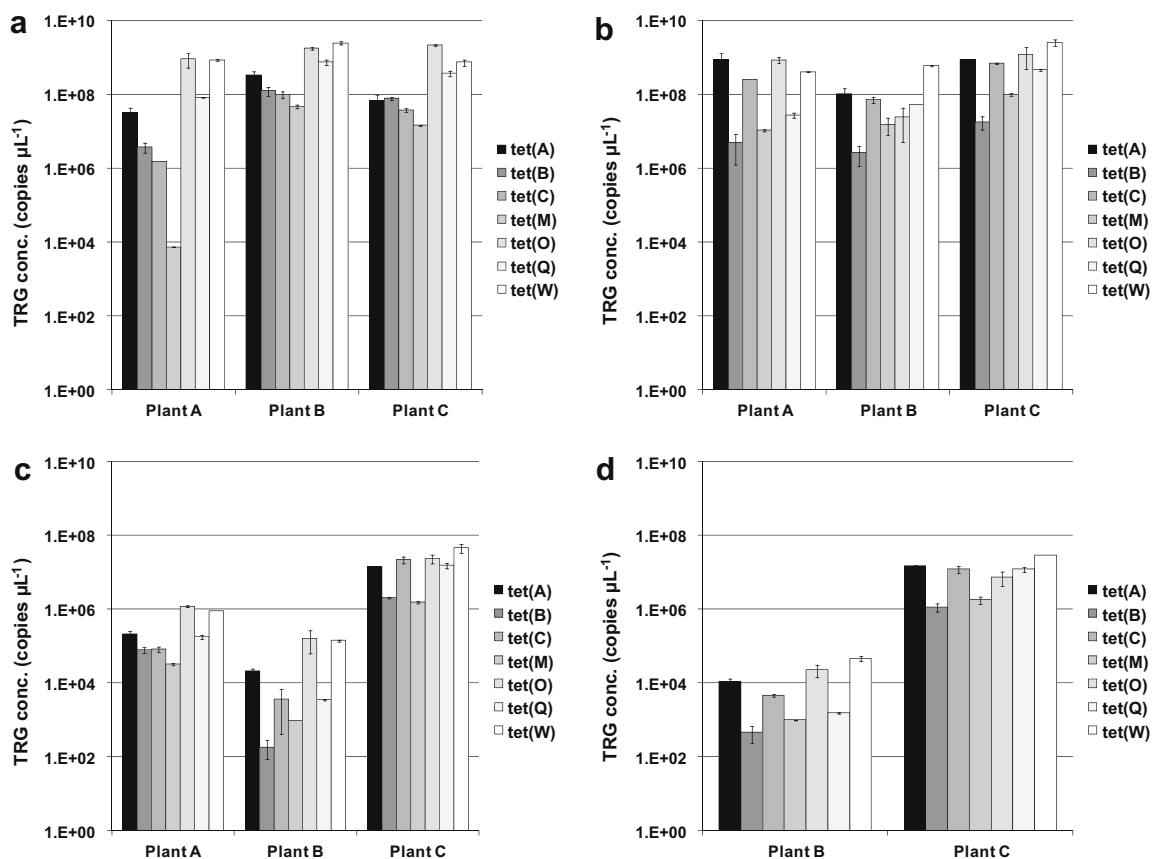 a
TRG conc. (copies µL⁻¹)
1.E+10
1.E+08
1.E+06
1.E+04
1.E+02
1.E+00
Plant A Plant B Plant C
tet(A)
tet(B)
tet(C)
tet(M)
tet(O)
tet(Q)
tet(W)
b
TRG conc. (copies µL⁻¹)
1.E+10
1.E+08
1.E+06
1.E+04
1.E+02
1.E+00
Plant A Plant B Plant C
tet(A)
tet(B)
tet(C)
tet(M)
tet(O)
tet(Q)
tet(W)
c
TRG conc. (copies µL⁻¹)
1.E+10
1.E+08
1.E+06
1.E+04
1.E+02
1.E+00
Plant A Plant B Plant C
tet(A)
tet(B)
tet(C)
tet(M)
tet(O)
tet(Q)
tet(W)
d
TRG conc. (copies µL⁻¹)
1.E+10
1.E+08
1.E+06
1.E+04
1.E+02
1.E+00
Plant B Plant C
tet(A)
tet(B)
tet(C)
tet(M)
tet(O)
tet(Q)
tet(W)